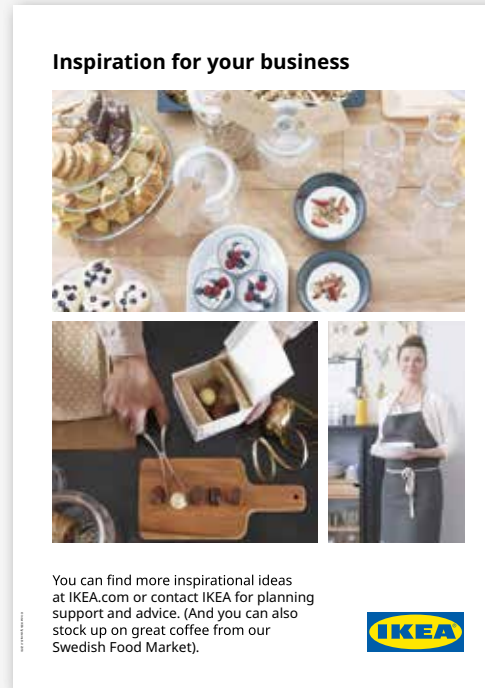 Inspiration for your business
You can find more inspirational ideas
at IKEA.com or contact IKEA for planning
support and advice. (And you can also
stock up on great coffee from our
Swedish Food Market).
IKEA